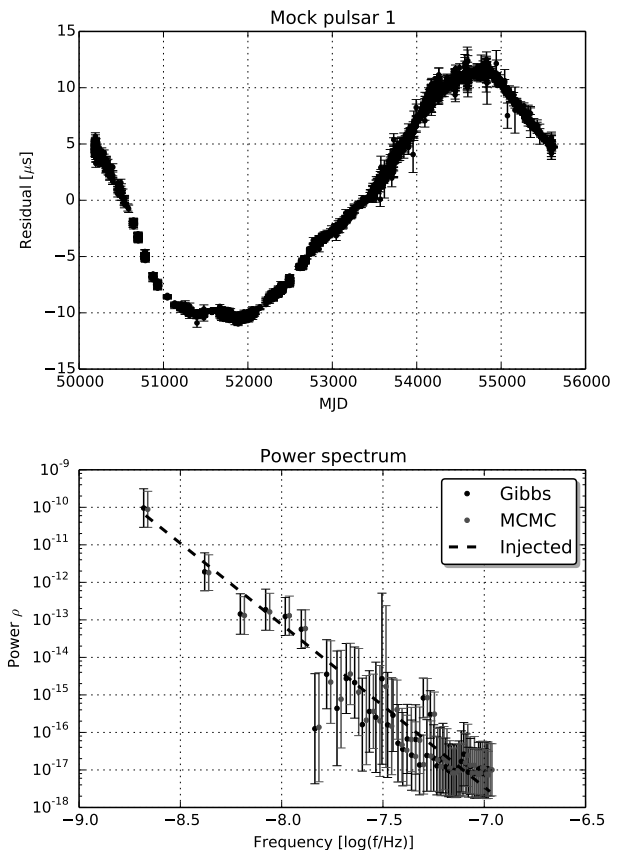 Mock pulsar 1
15
10
5
0
−5
−10
−15
Residual [μs]
50000 51000 52000 53000 54000 55000 56000
MJD
Power spectrum
10⁻⁹
10⁻¹⁰
10⁻¹¹
10⁻¹²
10⁻¹³
10⁻¹⁴
10⁻¹⁵
10⁻¹⁶
10⁻¹⁷
10⁻¹⁸
Power ρ
Gibbs
MCMC
Injected
−9.0 −8.5 −8.0 −7.5 −7.0 −6.5
Frequency [log(f/Hz)]